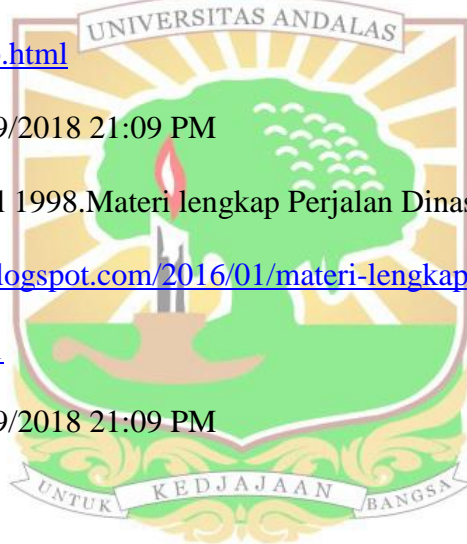 UNIVERSITAS ANDALAS
.html
9/2018 21:09 PM
1998.Materi lengkap Perjalan Dinas
logspot.com/2016/01/materi-lengkap
9/2018 21:09 PM
UNTUK KEDJAJAAN BANGSA